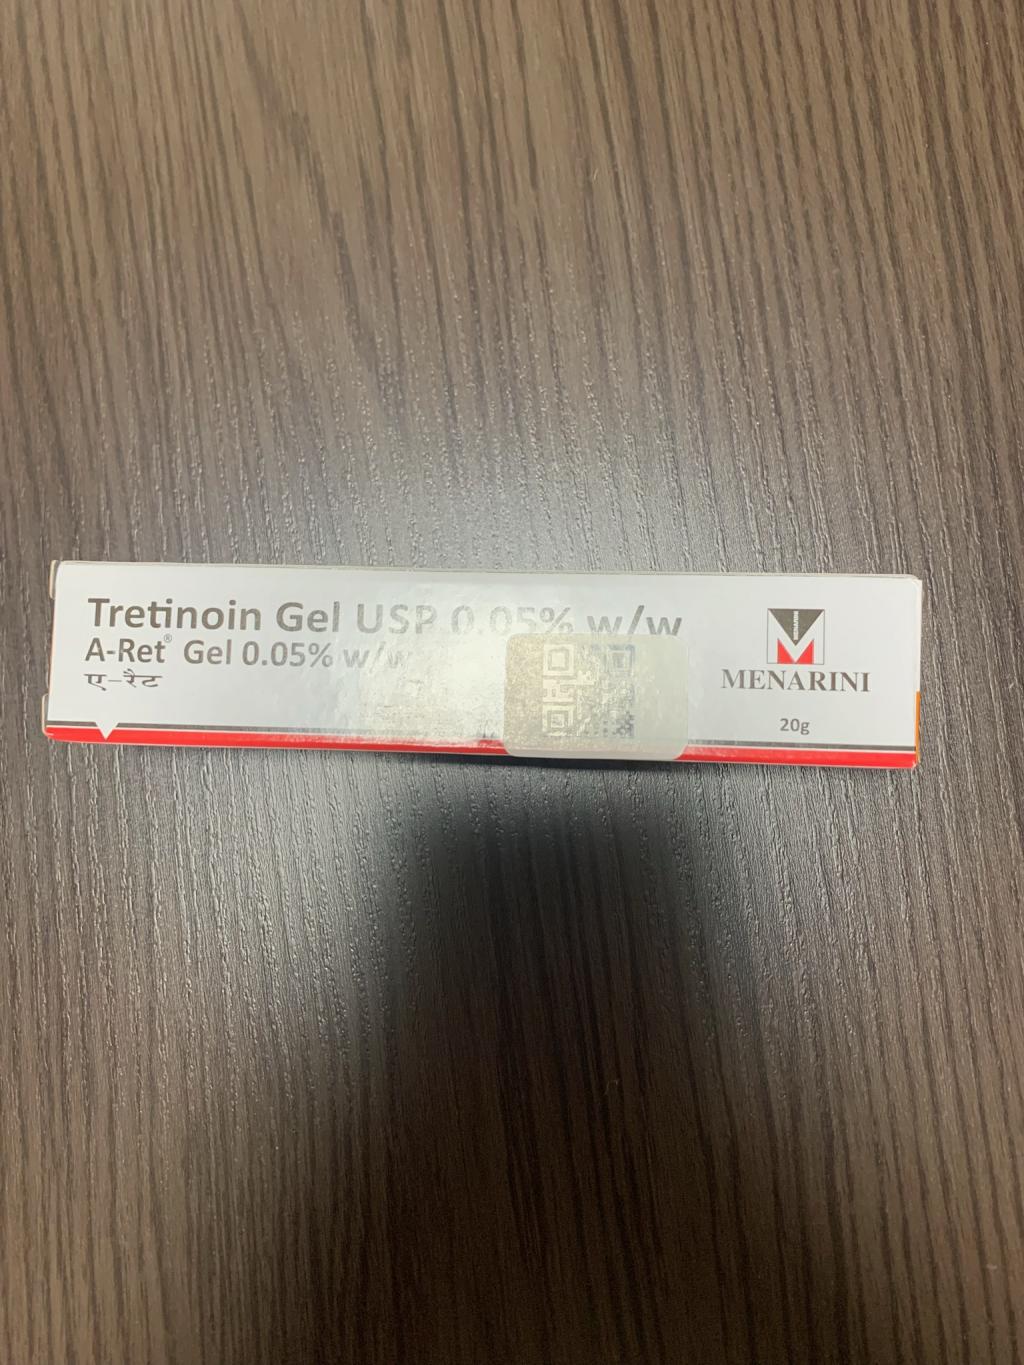 Tretinoin Gel USP 0.05% w/w
A-Ret® Gel 0.05% w/w
ए-रैट
MENARINI
20g